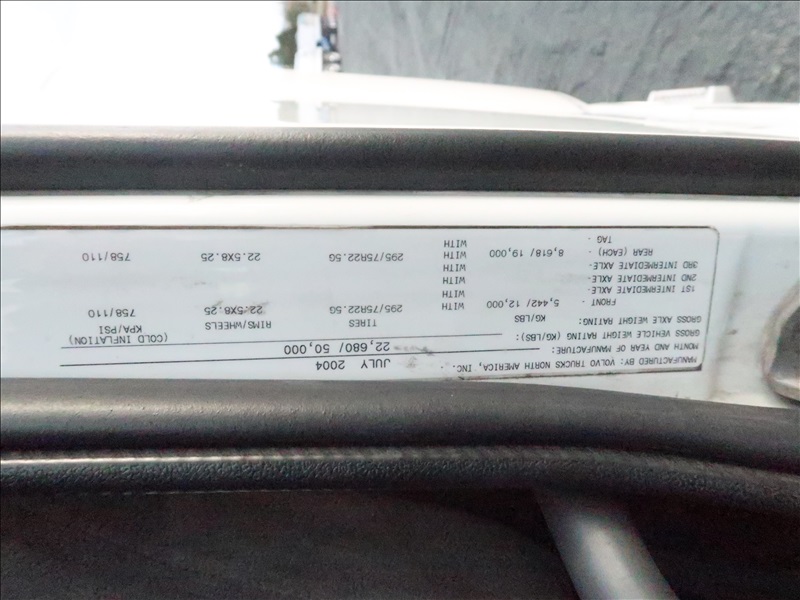 MANUFACTURED BY: VOLVO TRUCKS NORTH AMERICA, INC.
MONTH AND YEAR OF MANUFACTURE: JULY 2004
GROSS VEHICLE WEIGHT RATING (KG/LBS): 22,680/ 50,000
GROSS AXLE WEIGHT RATING: KG/LBS TIRES RIMS/WHEELS KPA/PSI (COLD INFLATION)
FRONT 5,442/ 12,000 WITH 295/75R22.5G 22.5X8.25 758/110
1ST INTERMEDIATE AXLE- WITH
2ND INTERMEDIATE AXLE- WITH
3RD INTERMEDIATE AXLE- WITH
REAR (EACH) 8,618/ 19,000 WITH 295/75R22.5G 22.5X8.25 758/110
TAG - WITH